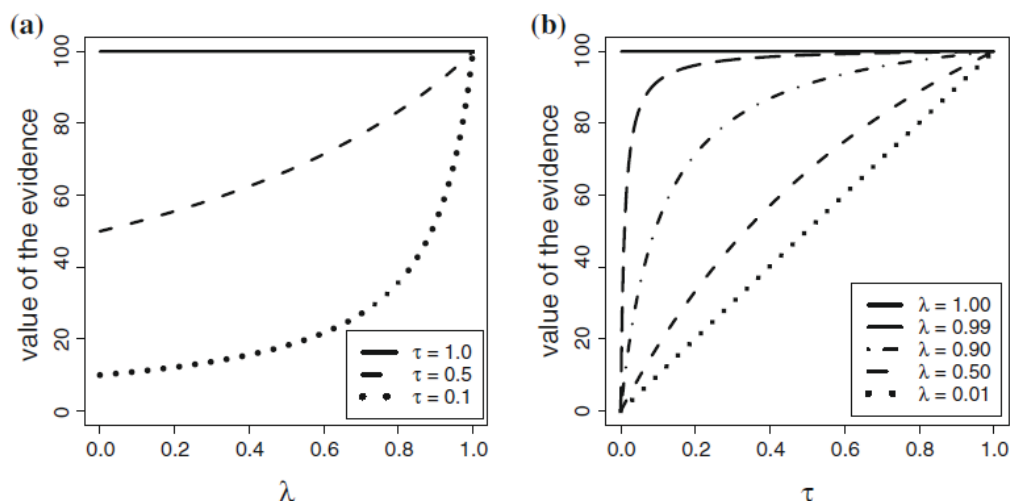 (a)
value of the evidence
100
80
60
40
20
0
τ = 1.0
τ = 0.5
τ = 0.1
0.0 0.2 0.4 0.6 0.8 1.0
λ
(b)
value of the evidence
100
80
60
40
20
0
λ = 1.00
λ = 0.99
λ = 0.90
λ = 0.50
λ = 0.01
0.0 0.2 0.4 0.6 0.8 1.0
τ